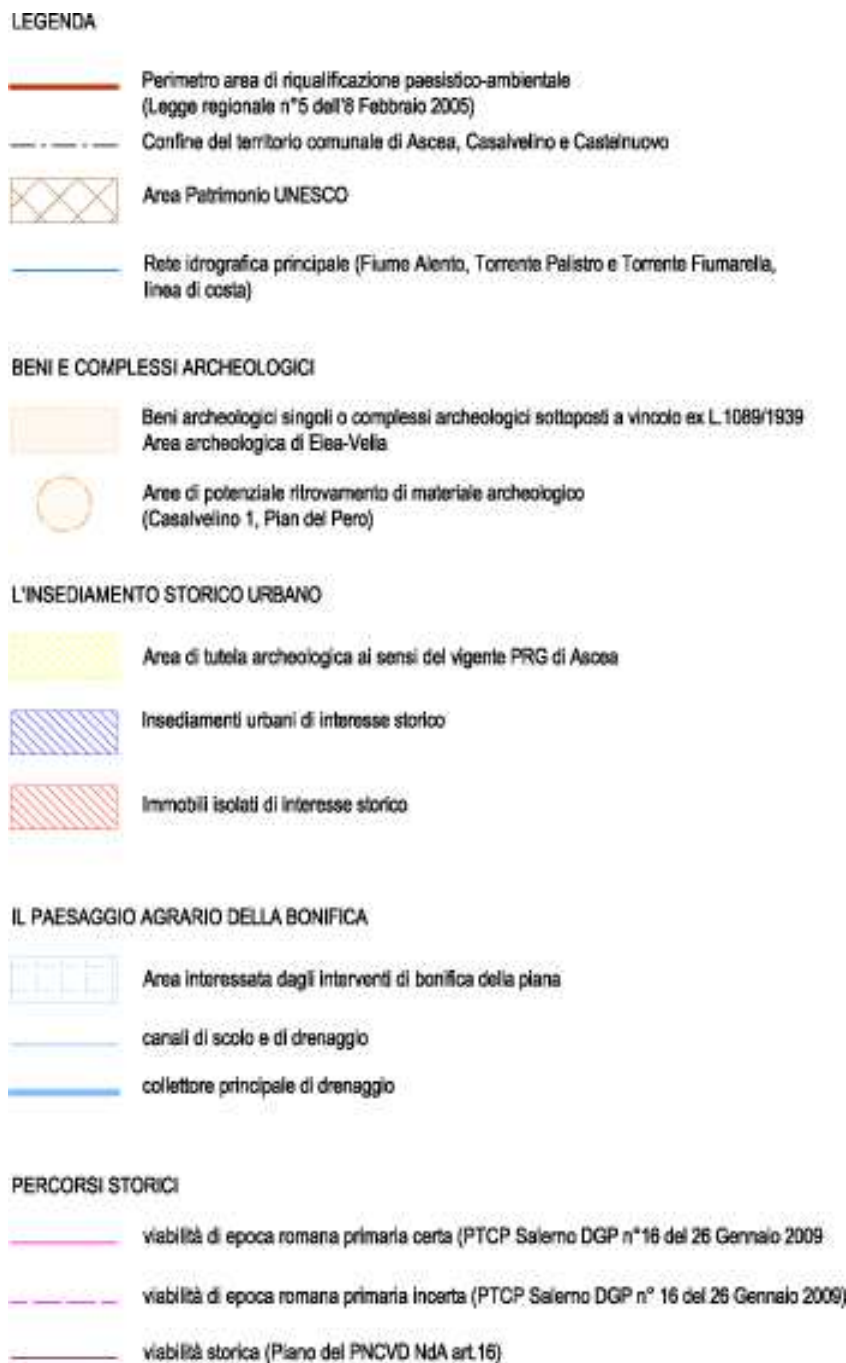 LEGENDA
Perimetro area di riqualificazione paesistico-ambientale
(Legge regionale n°5 dell'8 Febbraio 2005)
Confine del territorio comunale di Ascea, Casalvelino e Castelnuovo
Area Patrimonio UNESCO
Rete idrografica principale (Fiume Alento, Torrente Palistro e Torrente Fiumarella,
linea di costa)
BENI E COMPLESSI ARCHEOLOGICI
Beni archeologici singoli o complessi archeologici sottoposti a vincolo ex L.1089/1939
Area archeologica di Elea-Velia
Aree di potenziale ritrovamento di materiale archeologico
(Casalvelino 1, Pian del Pero)
L'INSEDIAMENTO STORICO URBANO
Area di tutela archeologica ai sensi del vigente PRG di Ascea
Insediamenti urbani di interesse storico
Immobili isolati di interesse storico
IL PAESAGGIO AGRARIO DELLA BONIFICA
Area interessata dagli interventi di bonifica della piana
canali di scolo e di drenaggio
collettore principale di drenaggio
PERCORSI STORICI
viabilità di epoca romana primaria certa (PTCP Salerno DGP n°16 del 26 Gennaio 2009
viabilità di epoca romana primaria incerta (PTCP Salerno DGP n° 16 del 26 Gennaio 2009)
viabilità storica (Piano del PNCVD NdA art.16)